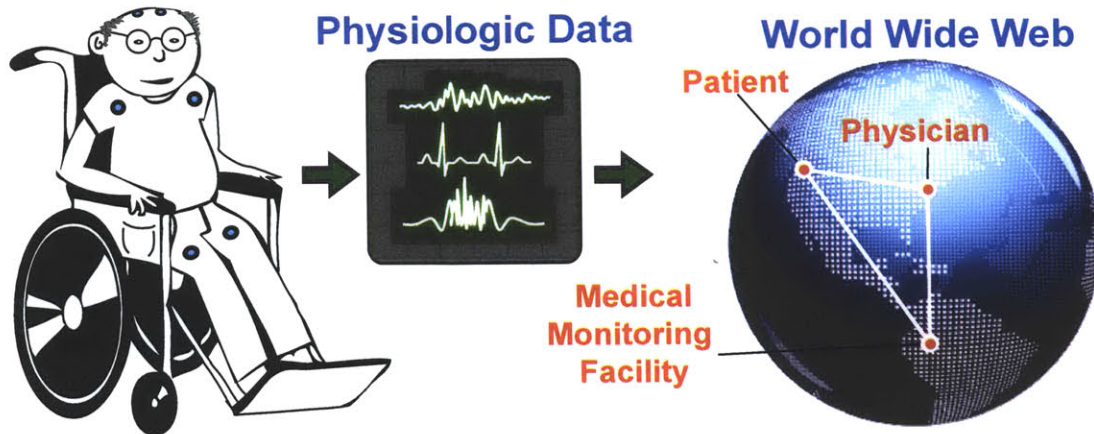 Physiologic Data
World Wide Web
Patient
Physician
Medical
Monitoring
Facility